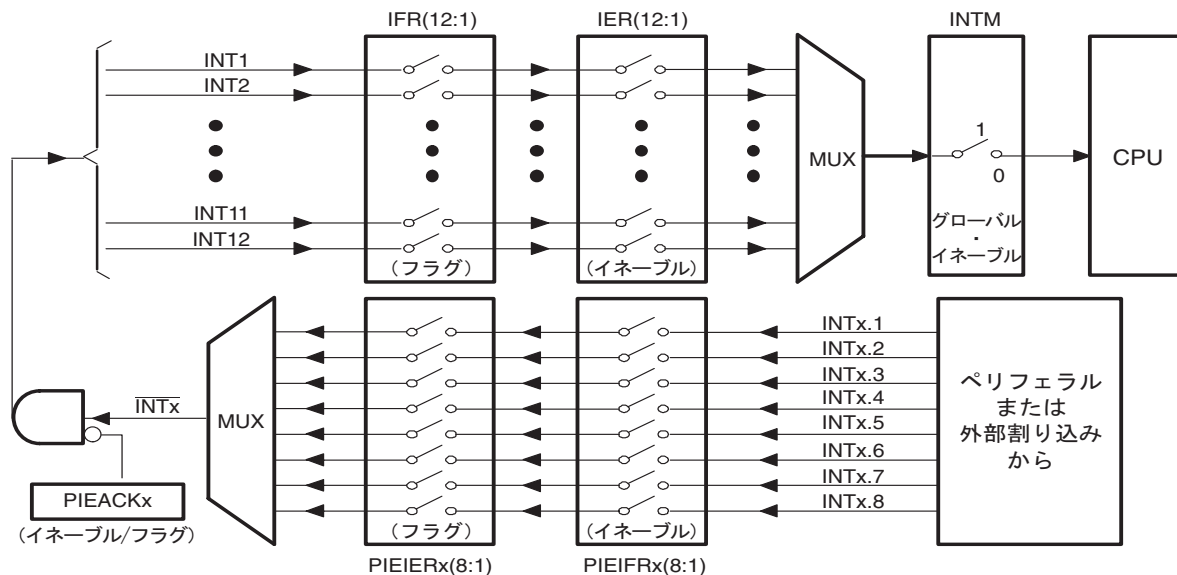 IFR(12:1)
IER(12:1)
INTM
INT1
INT2
MUX
1
0
CPU
INT11
INT12
グローバル
・
イネーブル
(フラグ)
(イネーブル)
INTx.1
INTx.2
INTx.3
INTx.4
INTx.5
INTx.6
INTx.7
INTx.8
ペリフェラル
または
外部割り込み
から
INTx
MUX
PIEACKx
(イネーブル/フラグ)
(フラグ)
(イネーブル)
PIEIERx(8:1)
PIEIFRx(8:1)